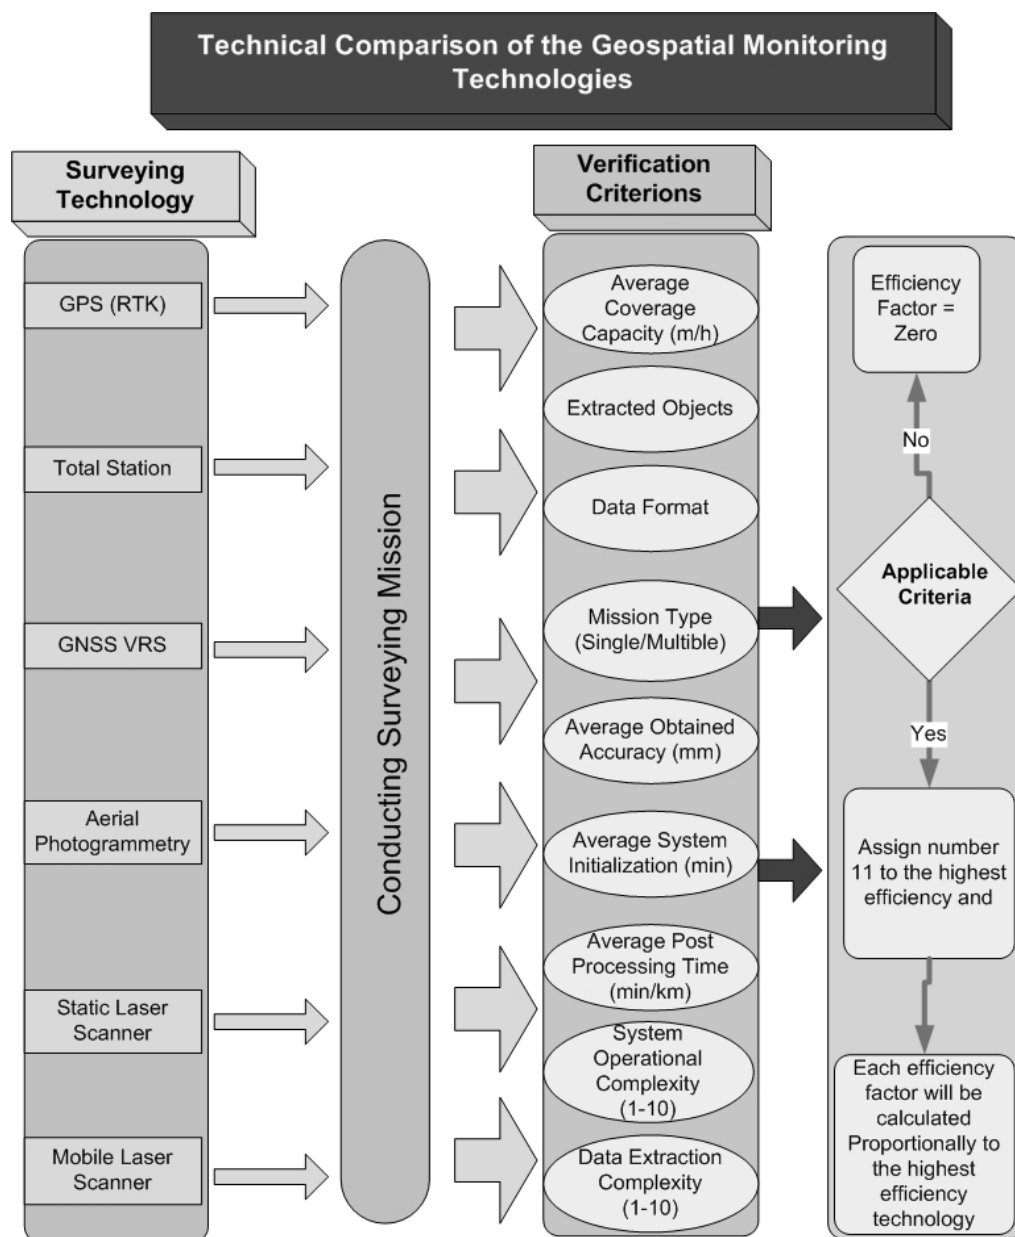 Technical Comparison of the Geospatial Monitoring
Technologies
Surveying
Technology
GPS (RTK)
Total Station
GNSS VRS
Aerial
Photogrammetry
Static Laser
Scanner
Mobile Laser
Scanner
Conducting Surveying Mission
Verification
Criterions
Average
Coverage
Capacity (m/h)
Extracted Objects
Data Format
Mission Type
(Single/Multible)
Average Obtained
Accuracy (mm)
Average System
Initialization (min)
Average Post
Processing Time
(min/km)
System
Operational
Complexity
(1-10)
Data Extraction
Complexity
(1-10)
Efficiency
Factor =
Zero
No
Applicable
Criteria
Yes
Assign number
11 to the highest
efficiency and
Each efficiency
factor will be
calculated
Proportionally to
the highest
efficiency
technology